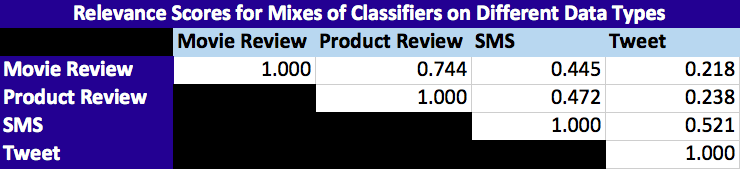 Relevance Scores for Mixes of Classifiers on Different Data Types
Movie Review Product Review SMS Tweet
Movie Review 1.000 0.744 0.445 0.218
Product Review 1.000 0.472 0.238
SMS 1.000 0.521
Tweet 1.000